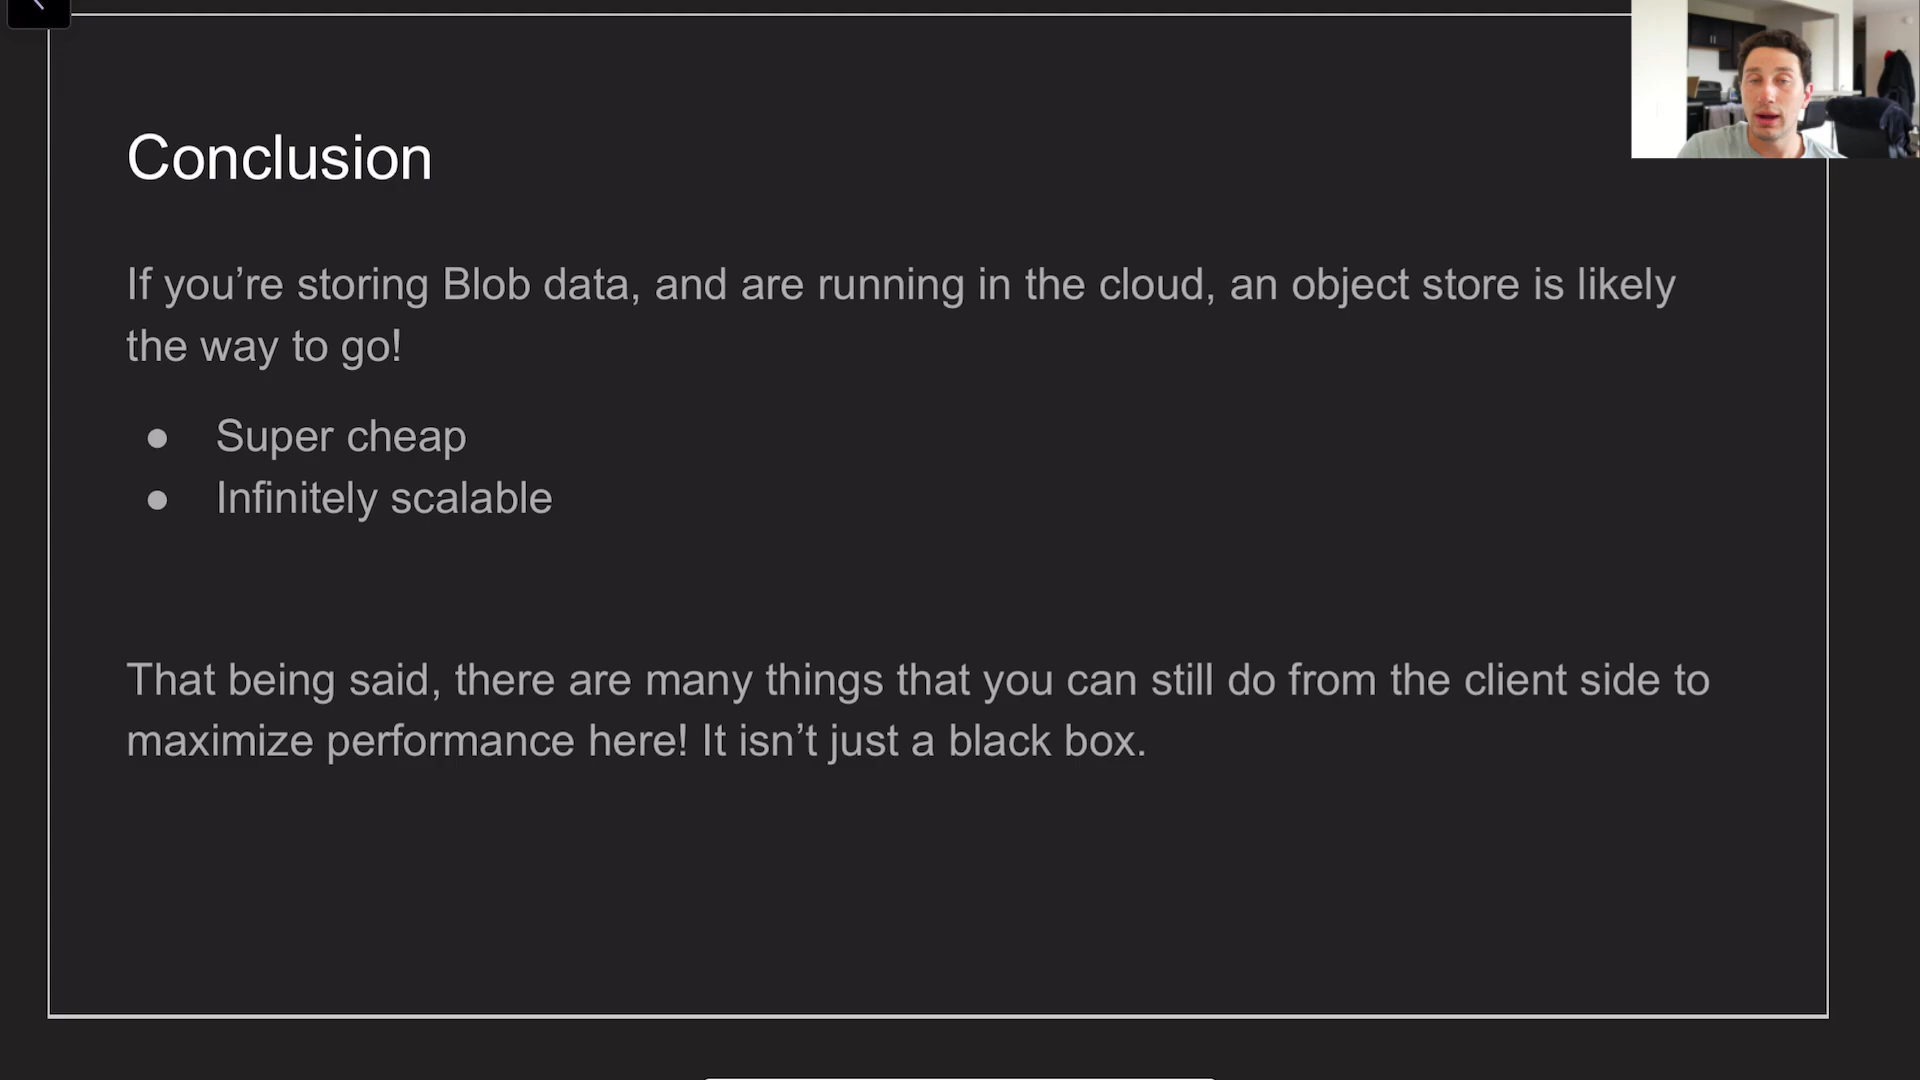 Conclusion
If you’re storing Blob data, and are running in the cloud, an object store is likely
the way to go!
● Super cheap
● Infinitely scalable
That being said, there are many things that you can still do from the client side to
maximize performance here! It isn’t just a black box.